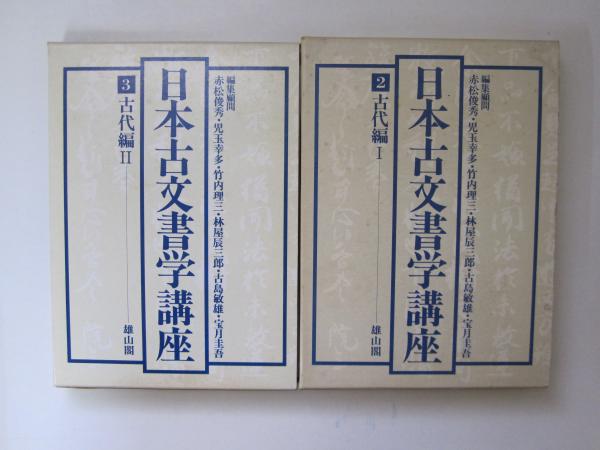 編集顧問
赤松俊秀・児玉幸多・竹内理三・林屋辰三郎・古島敏雄・宝月圭吾
日本古文書学講座
3 古代編II
雄山閣
編集顧問
赤松俊秀・児玉幸多・竹内理三・林屋辰三郎・古島敏雄・宝月圭吾
日本古文書学講座
2 古代編I
雄山閣